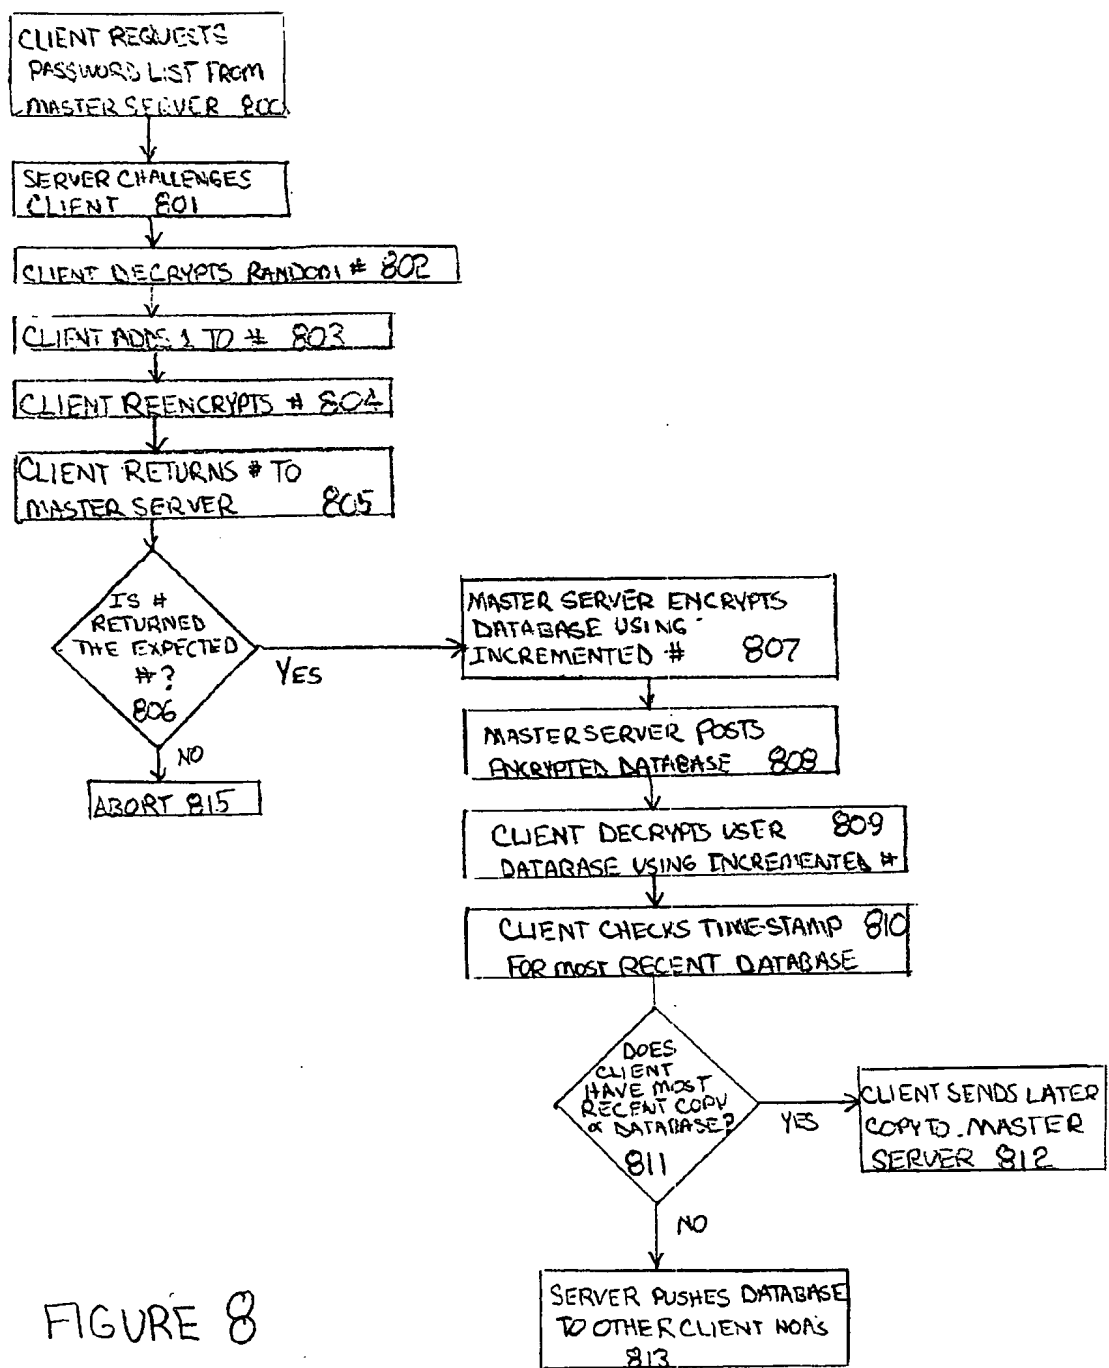 CLIENT REQUESTS
PASSWORD LIST FROM
MASTER SERVER 800
SERVER CHALLENGES
CLIENT 801
CLIENT DECRYPTS RANDOM # 802
CLIENT ADDS 1 TO # 803
CLIENT REENCRYPTS # 804
CLIENT RETURNS # TO
MASTER SERVER 805
IS #
RETURNED
THE EXPECTED
#?
806
YES
NO
ABORT 815
MASTER SERVER ENCRYPTS
DATABASE USING
INCREMENTED # 807
MASTER SERVER POSTS
ENCRYPTED DATABASE 808
CLIENT DECRYPTS USER 809
DATABASE USING INCREMENTED #
CLIENT CHECKS TIME-STAMP 810
FOR MOST RECENT DATABASE
DOES
CLIENT
HAVE MOST
RECENT COPY
OF DATABASE?
811
YES
CLIENT SENDS LATER
COPY TO MASTER
SERVER 812
NO
SERVER PUSHES DATABASE
TO OTHER CLIENT NOAS
813
FIGURE 8